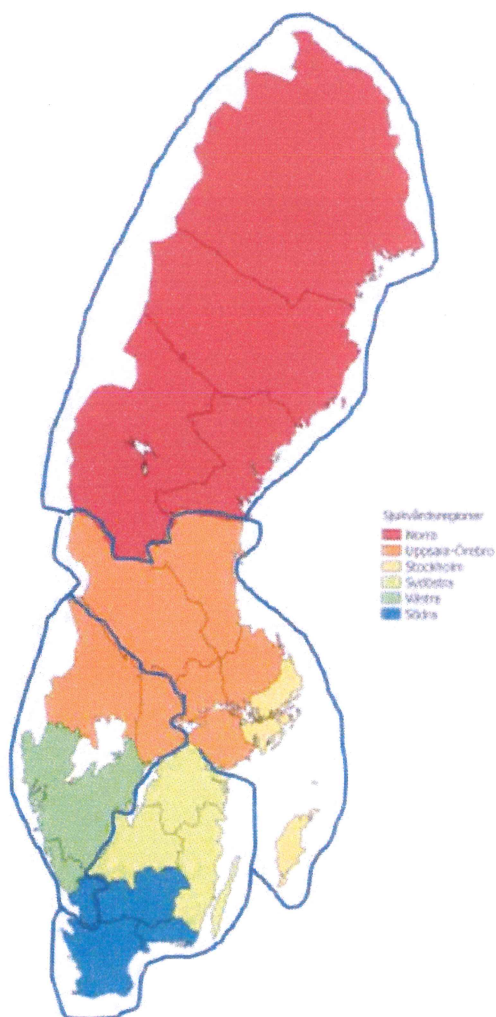 Sjukvårdsregioner
Norra
Uppsala-Örebro
Stockholm
Sydöstra
Västra
Södra